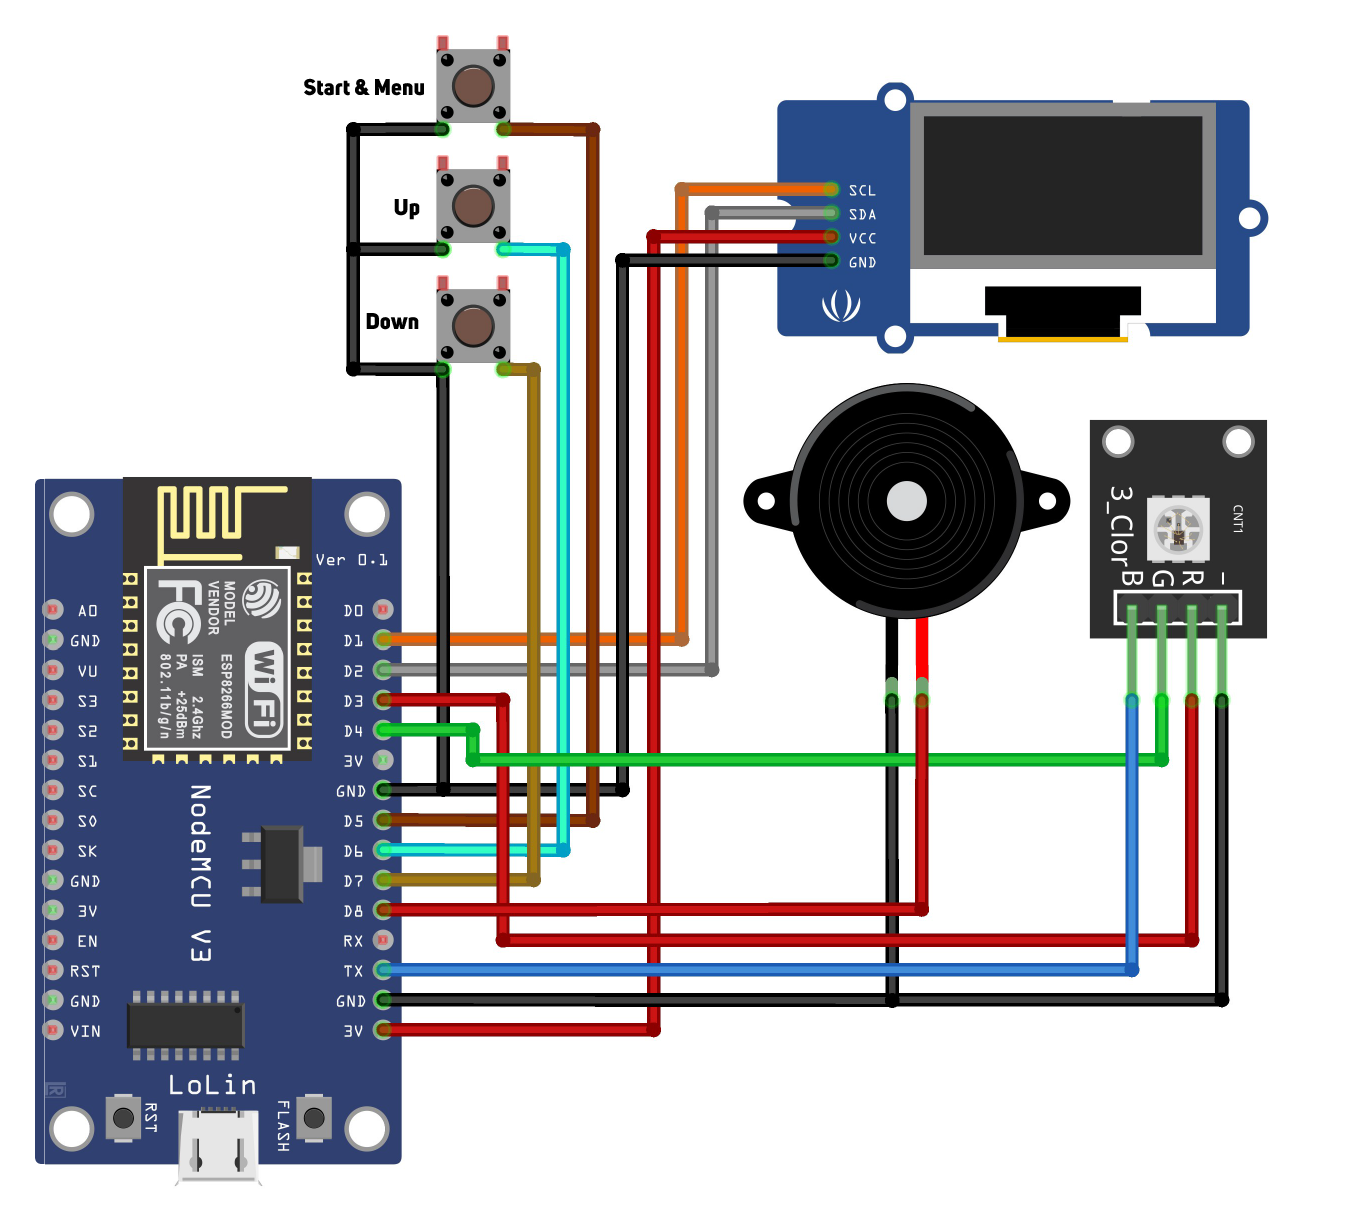 Start & Menu
Up
Down
SCL
SDA
VCC
GND
3_Clor
CNT1
B
G
R
-
Ver 0.1
MODEL
VENDOR
ISM 2.4Ghz
PA +25dBm
802.11b/g/n
ESP8266MOD
FC
WiFi
A0
GND
VU
S3
S2
S1
SC
S0
SK
GND
3V
EN
RST
GND
VIN
D0
D1
D2
D3
D4
3V
GND
D5
D6
D7
D8
RX
TX
GND
3V
NodeMCU V3
LoLin
RST
FLASH
R